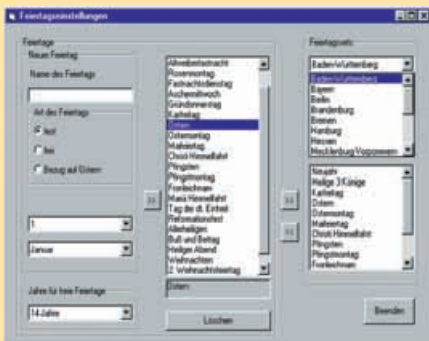 Feiertagseinstellungen
Feiertage
Neuer Feiertag
Name des Feiertags
Art des Feiertags
fest
frei
Bezug auf Ostern
1
Januar
Jahre für freie Feiertage
14-Jahre
Altweiberfastnacht
Rosenmontag
Fastnachtsdienstag
Aschermittwoch
Gründonnerstag
Karfreitag
Ostern
Ostermontag
Maifeiertag
Christi Himmelfahrt
Pfingsten
Pfingstmontag
Fronleichnam
Mariä Himmelfahrt
Tag der dt. Einheit
Reformationsfest
Allerheiligen
Buß und Bettag
Heiliger Abend
Weihnachten
2. Weihnachtsfeiertag
Ostern
Löschen
>>
>>
<<
Feiertagssets
Baden-Württemberg
Baden-Württemberg
Bayern
Berlin
Brandenburg
Bremen
Hamburg
Hessen
Mecklenburg-Vorpommern
Neujahr
Heilige 3 Könige
Karfreitag
Ostern
Ostermontag
Maifeiertag
Christi Himmelfahrt
Pfingsten
Pfingstmontag
Fronleichnam
Beenden